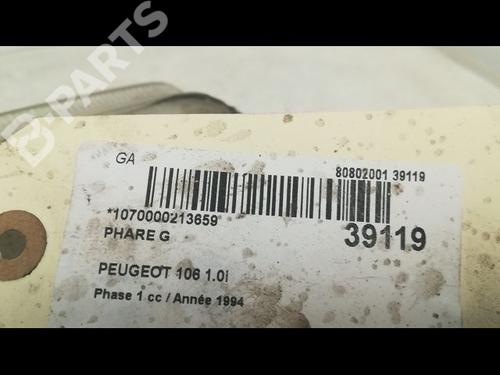 B-PARTS
GA
80802001 39119
*1070000213659*
39119
PHARE G
PEUGEOT 106 1.0i
Phase 1 cc / Année 1994